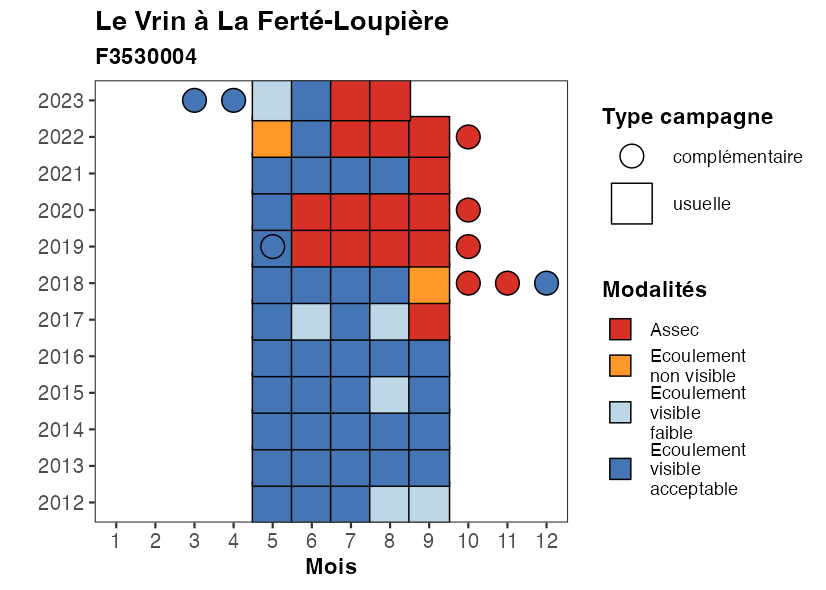 Le Vrin à La Ferté-Loupière
F3530004
2023
2022
2021
2020
2019
2018
2017
2016
2015
2014
2013
2012
1 2 3 4 5 6 7 8 9 10 11 12
Mois
Type campagne
complémentaire
usuelle
Modalités
Assec
Ecoulement
non visible
Ecoulement
visible
faible
Ecoulement
visible
acceptable